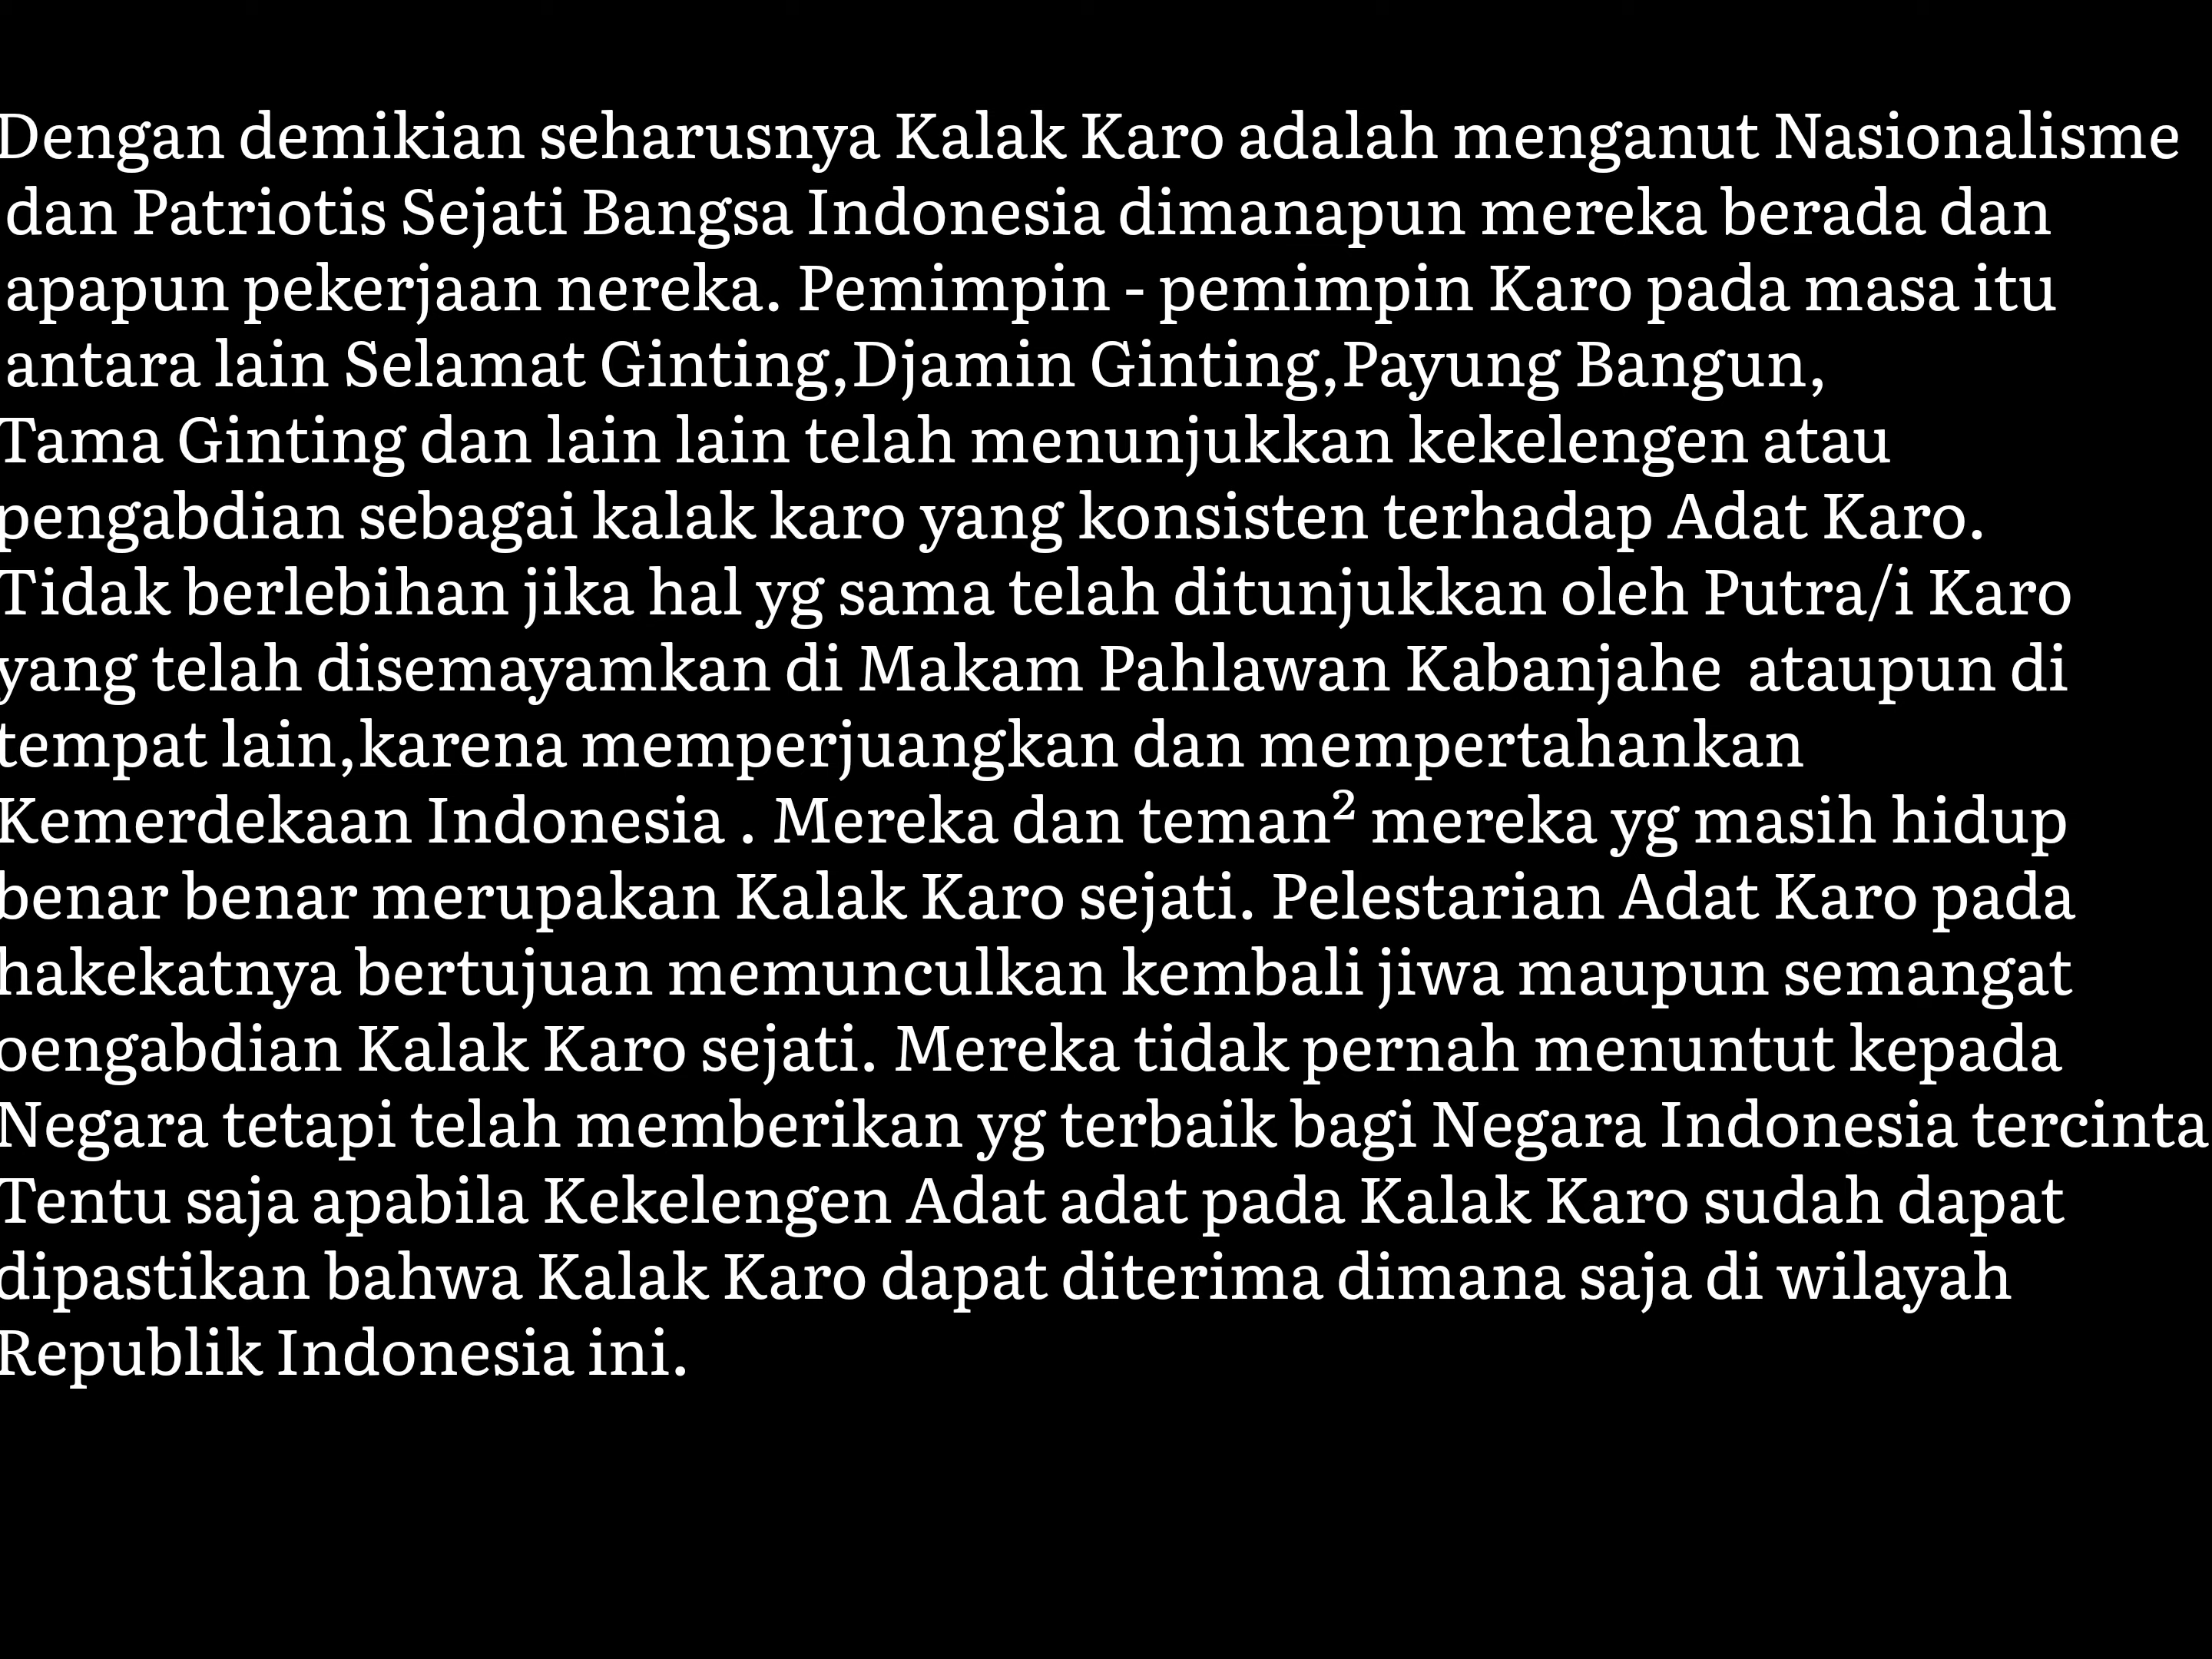 Dengan demikian seharusnya Kalak Karo adalah menganut Nasionalisme
dan Patriotis Sejati Bangsa Indonesia dimanapun mereka berada dan
apapun pekerjaan nereka. Pemimpin - pemimpin Karo pada masa itu
antara lain Selamat Ginting,Djamin Ginting,Payung Bangun,
Tama Ginting dan lain lain telah menunjukkan kekelengen atau
pengabdian sebagai kalak karo yang konsisten terhadap Adat Karo.
Tidak berlebihan jika hal yg sama telah ditunjukkan oleh Putra/i Karo
yang telah disemayamkan di Makam Pahlawan Kabanjahe  ataupun di
tempat lain,karena memperjuangkan dan mempertahankan
Kemerdekaan Indonesia . Mereka dan teman² mereka yg masih hidup
benar benar merupakan Kalak Karo sejati. Pelestarian Adat Karo pada
hakekatnya bertujuan memunculkan kembali jiwa maupun semangat
oengabdian Kalak Karo sejati. Mereka tidak pernah menuntut kepada
Negara tetapi telah memberikan yg terbaik bagi Negara Indonesia tercinta
Tentu saja apabila Kekelengen Adat adat pada Kalak Karo sudah dapat
dipastikan bahwa Kalak Karo dapat diterima dimana saja di wilayah
Republik Indonesia ini.